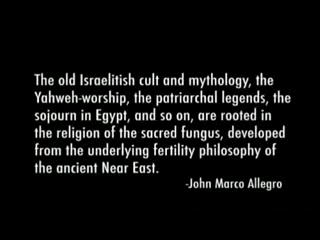 The old Israelitish cult and mythology, the
Yahweh-worship, the patriarchal legends, the
sojourn in Egypt, and so on, are rooted in
the religion of the sacred fungus, developed
from the underlying fertility philosophy of
the ancient Near East.
-John Marco Allegro